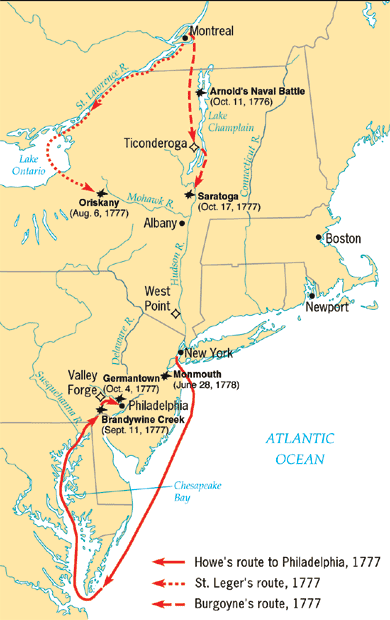 Montreal
St. Lawrence R.
Arnold's Naval Battle
(Oct. 11, 1776)
Lake
Champlain
Ticonderoga
Connecticut R.
Lake
Ontario
Oriskany
(Aug. 6, 1777)
Mohawk R.
Saratoga
(Oct. 17, 1777)
Albany
Hudson R.
Boston
Newport
West
Point
Delaware R.
New York
Susquehanna R.
Valley
Forge
Germantown
(Oct. 4, 1777)
Monmouth
(June 28, 1778)
Philadelphia
Brandywine Creek
(Sept. 11, 1777)
ATLANTIC
OCEAN
Chesapeake
Bay
Howe's route to Philadelphia, 1777
St. Leger's route, 1777
Burgoyne's route, 1777